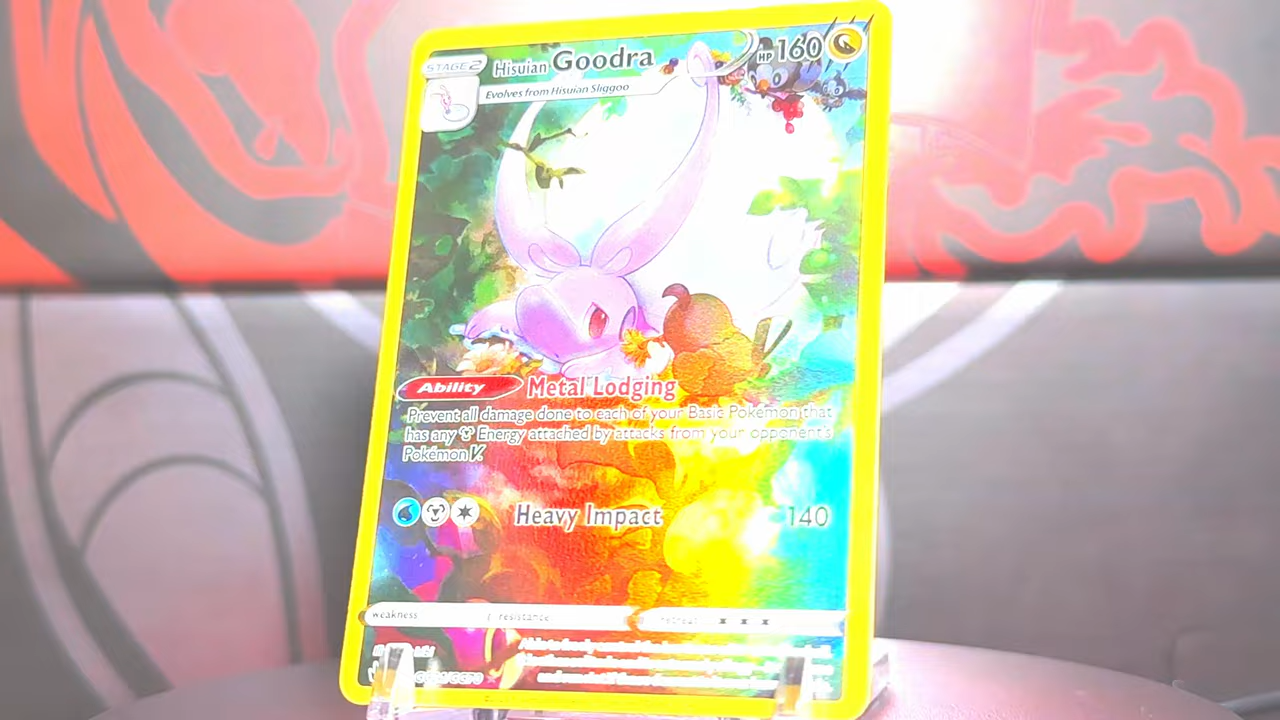 STAGE 2 Hisuian Goodra HP 160
Evolves from Hisuian Sliggoo
Ability Metal Lodging
Prevent all damage done to each of your Basic Pokémon that
has any Energy attached by attacks from your opponent's
Pokémon V.
Heavy Impact 140
weakness resistance retreat